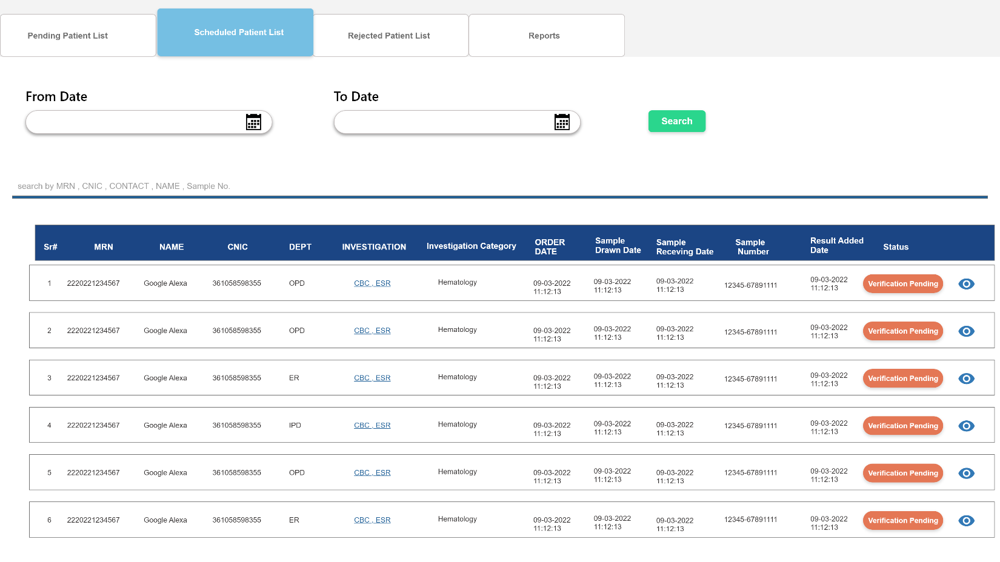 Pending Patient List
Scheduled Patient List
Rejected Patient List
Reports
From Date
To Date
Search
search by MRN , CNIC , CONTACT , NAME , Sample No.
Sr# MRN NAME CNIC DEPT INVESTIGATION Investigation Category ORDER DATE Sample Drawn Date Sample Receving Date Sample Number Result Added Date Status
1 2220221234567 Google Alexa 361058598355 OPD CBC , ESR Hematology 09-03-2022 11:12:13 09-03-2022 11:12:13 09-03-2022 11:12:13 12345-67891111 09-03-2022 11:12:13 Verification Pending
2 2220221234567 Google Alexa 361058598355 OPD CBC , ESR Hematology 09-03-2022 11:12:13 09-03-2022 11:12:13 09-03-2022 11:12:13 12345-67891111 09-03-2022 11:12:13 Verification Pending
3 2220221234567 Google Alexa 361058598355 ER CBC , ESR Hematology 09-03-2022 11:12:13 09-03-2022 11:12:13 09-03-2022 11:12:13 12345-67891111 09-03-2022 11:12:13 Verification Pending
4 2220221234567 Google Alexa 361058598355 IPD CBC , ESR Hematology 09-03-2022 11:12:13 09-03-2022 11:12:13 09-03-2022 11:12:13 12345-67891111 09-03-2022 11:12:13 Verification Pending
5 2220221234567 Google Alexa 361058598355 OPD CBC , ESR Hematology 09-03-2022 11:12:13 09-03-2022 11:12:13 09-03-2022 11:12:13 12345-67891111 09-03-2022 11:12:13 Verification Pending
6 2220221234567 Google Alexa 361058598355 ER CBC , ESR Hematology 09-03-2022 11:12:13 09-03-2022 11:12:13 09-03-2022 11:12:13 12345-67891111 09-03-2022 11:12:13 Verification Pending